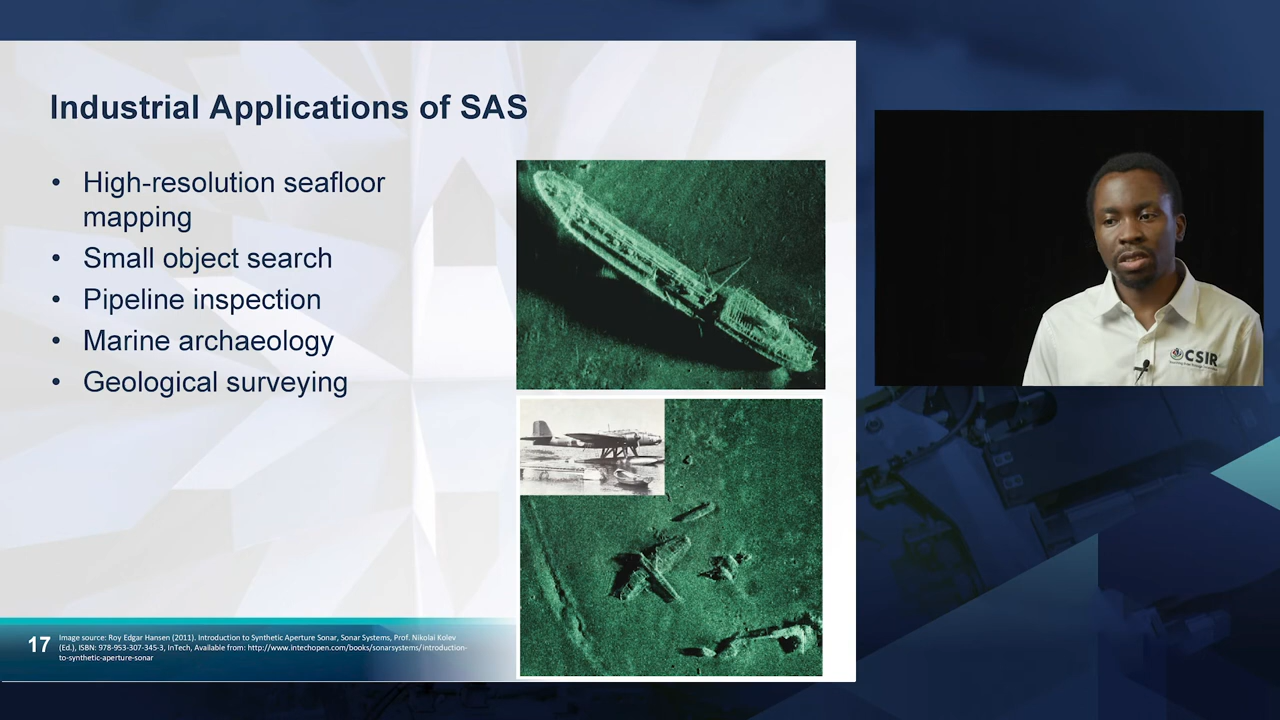 Industrial Applications of SAS
• High-resolution seafloor
mapping
• Small object search
• Pipeline inspection
• Marine archaeology
• Geological surveying
CSIR
17
Image source: Roy Edgar Hansen (2011). Introduction to Synthetic Aperture Sonar, Sonar Systems, Prof. Nikolai Kolev
(Ed.), ISBN: 978-953-307-345-3, InTech, Available from: http://www.intechopen.com/books/sonarsystems/introduction-
to-synthetic-aperture-sonar